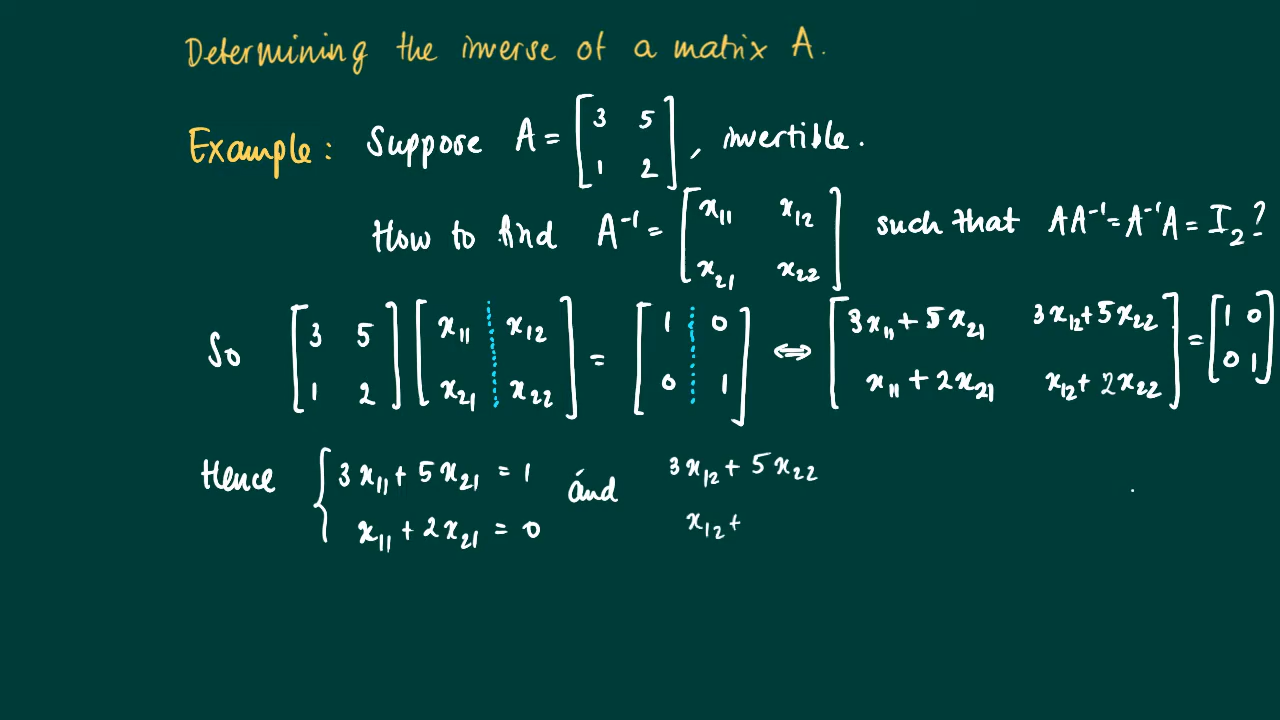 Determining the inverse of a matrix A.
Example: Suppose A = [3 5; 1 2], invertible.
How to find A⁻¹ = [x₁₁ x₁₂; x₂₁ x₂₂] such that AA⁻¹ = A⁻¹A = I₂?
So [3 5; 1 2] [x₁₁ x₁₂; x₂₁ x₂₂] = [1 0; 0 1] ⇔ [3x₁₁ + 5x₂₁ 3x₁₂ + 5x₂₂; x₁₁ + 2x₂₁ x₁₂ + 2x₂₂] = [1 0; 0 1]
Hence { 3x₁₁ + 5x₂₁ = 1 and 3x₁₂ + 5x₂₂
x₁₁ + 2x₂₁ = 0 x₁₂ +